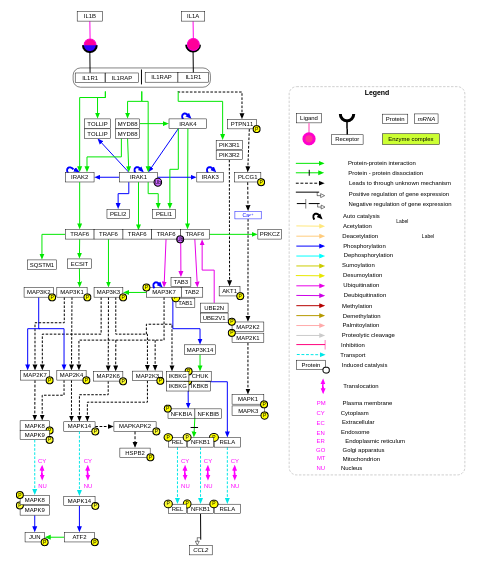 IL1B
IL1A
IL1R1
IL1RAP
IL1RAP
IL1R1
TOLLIP
TOLLIP
MYD88
MYD88
IRAK4
PTPN11
P
PIK3R1
PIK3R2
IRAK2
IRAK1
IRAK3
PLCG1
P
PELI2
PELI1
TRAF6
TRAF6
TRAF6
TRAF6
TRAF6
PRKCZ
SQSTM1
ECSIT
MAP3K2
P
MAP3K1
P
MAP3K3
P
P
MAP3K7
TAB3
TAB2
TAB1
AKT1
P
UBE2N
UBE2V1
P
MAP2K2
P
MAP2K1
MAP3K14
MAP2K7
P
MAP2K4
P
MAP2K6
P
MAP2K3
P
IKBKG
CHUK
IKBKG
IKBKB
P
MAPK1
P
MAPK3
P
P
NFKBIA
NFKBIB
MAPK8
P
MAPK9
P
MAPK14
P
MAPKAPK2
P
HSPB2
P
P
REL
P
NFKB1
P
RELA
CY
NU
CY
NU
CY
NU
CY
NU
CY
NU
P
MAPK8
P
MAPK9
MAPK14
P
P
REL
P
NFKB1
P
RELA
JUN
P
ATF2
P
CCL2
Legend
Ligand
Receptor
Protein
mRNA
Enzyme complex
Protein-protein interaction
Protein - protein dissociation
Leads to through unknown mechanism
Positive regulation of gene expression
Negative regulation of gene expression
Auto catalysis
Label
Acetylation
Deacetylation
Label
Phosphorylation
Dephosphorylation
Sumoylation
Desumoylation
Ubiquitination
Deubiquitination
Methylation
Demethylation
Palmitoylation
Proteolytic cleavage
Inhibition
Transport
Protein
Induced catalysis
Translocation
PM Plasma membrane
CY Cytoplasm
EC Extracellular
EN Endosome
ER Endoplasmic reticulum
GO Golgi apparatus
MT Mitochondrion
NU Nucleus